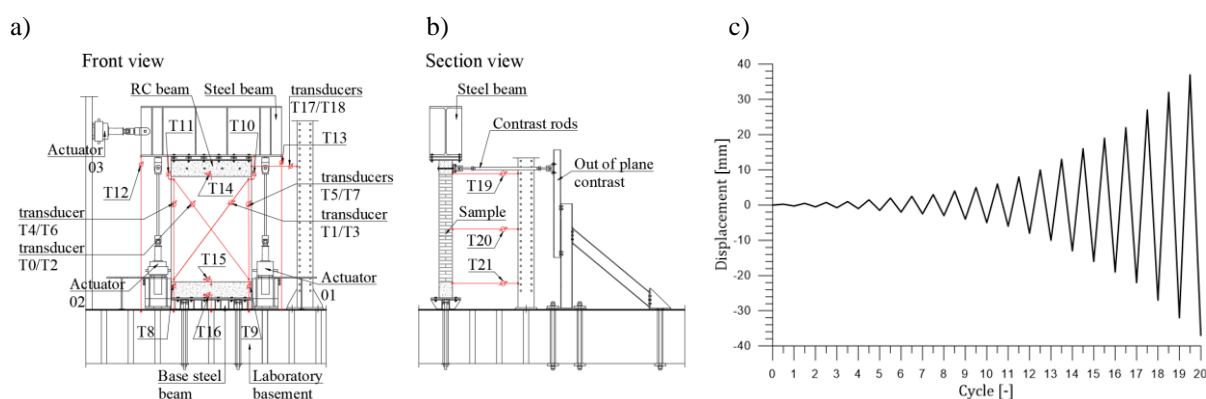 a)
Front view
RC beam
Steel beam
transducers
T17/T18
T11
T10
T13
Actuator
03
T12
T14
transducers
T5/T7
transducer
T4/T6
transducer
T1/T3
transducer
T0/T2
T15
Actuator
02
Actuator
01
T8
T16
T9
Base steel
beam
Laboratory
basement
b)
Section view
Steel beam
Contrast rods
Out of plane
contrast
T19
Sample
T20
T21
c)
Displacement [mm]
40
30
20
10
0
-10
-20
-30
-40
0 1 2 3 4 5 6 7 8 9 10 11 12 13 14 15 16 17 18 19 20
Cycle [-]